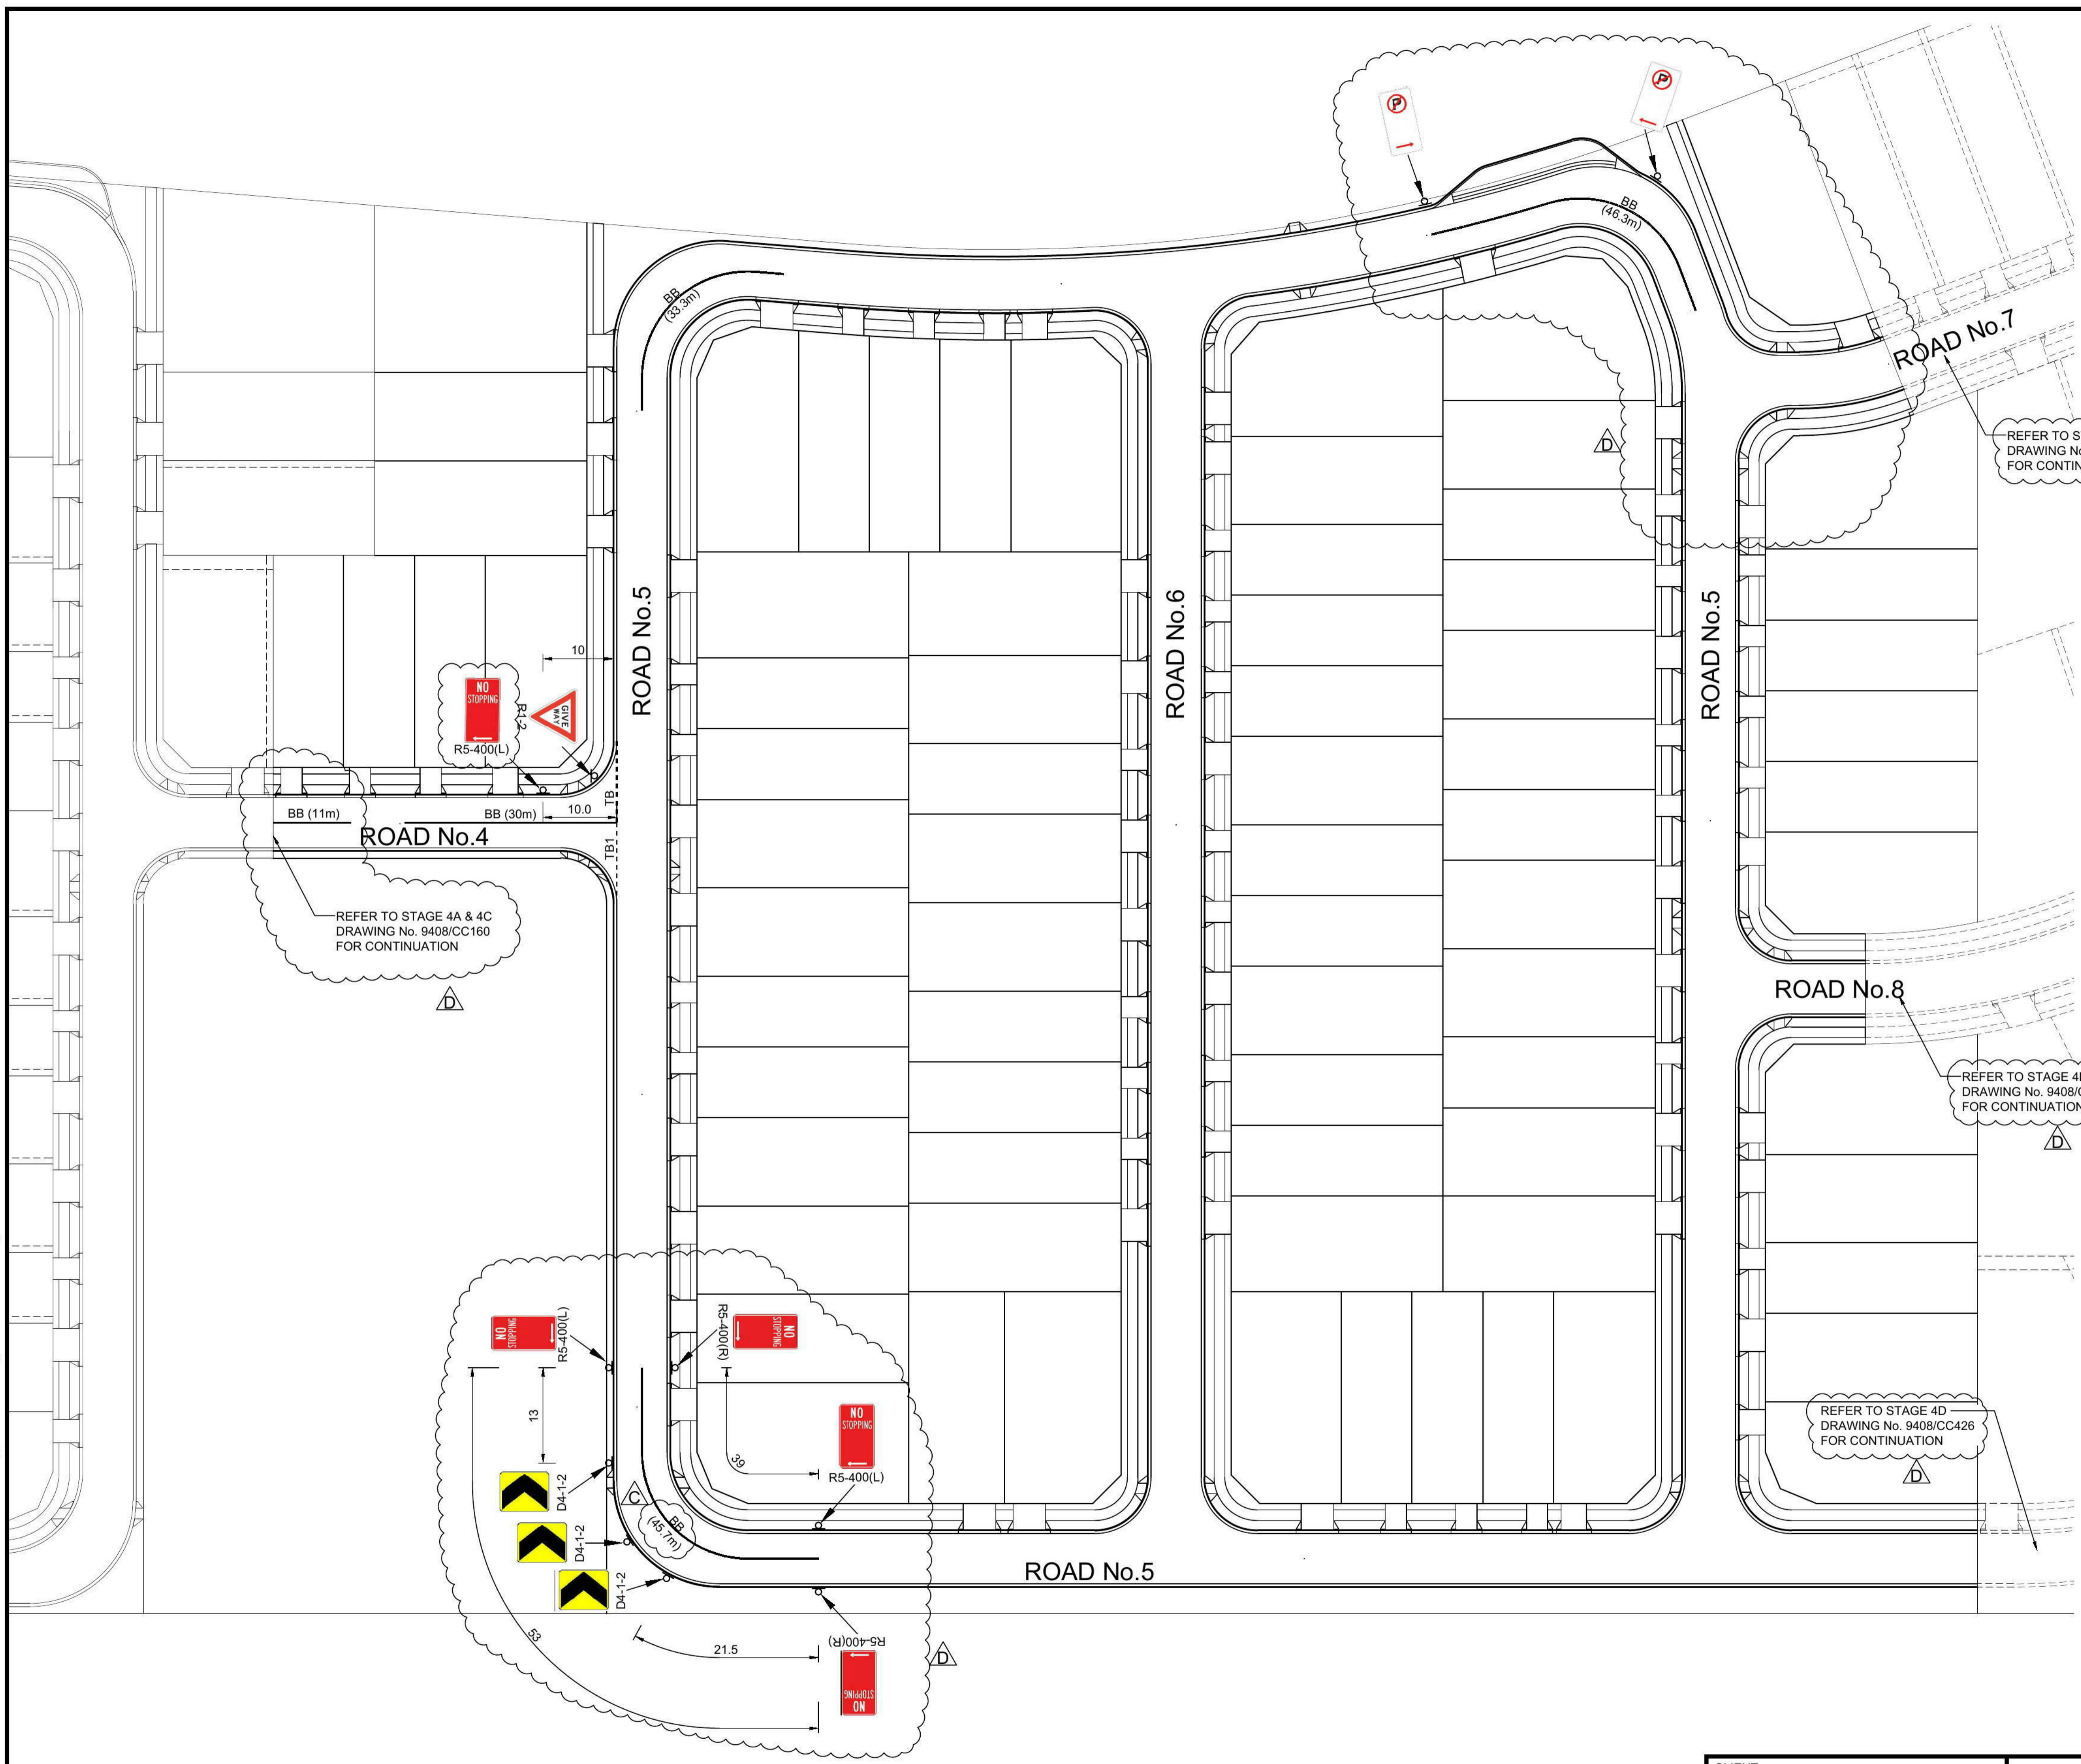 P
P
BB
(46.3m)
BB
(33.3m)
ROAD No.7
REFER TO S
DRAWING No
FOR CONTIN
D
ROAD No.5
ROAD No.6
ROAD No.5
10
NO
STOPPING
R5-400(L)
R1-2
GIVE
WAY
BB (11m)
BB (30m)
10.0
TB
TB1
ROAD No.4
REFER TO STAGE 4A & 4C
DRAWING No. 9408/CC160
FOR CONTINUATION
D
ROAD No.8
REFER TO STAGE 4
DRAWING No. 9408/C
FOR CONTINUATION
D
NO
STOPPING
R5-400(L)
R5-400(R)
NO
STOPPING
13
39
NO
STOPPING
R5-400(L)
D4-1-2
D4-1-2
D4-1-2
C
BB
(45.7m)
ROAD No.5
REFER TO STAGE 4D
DRAWING No. 9408/CC426
FOR CONTINUATION
D
53
21.5
R5-400(R)
NO
STOPPING
D